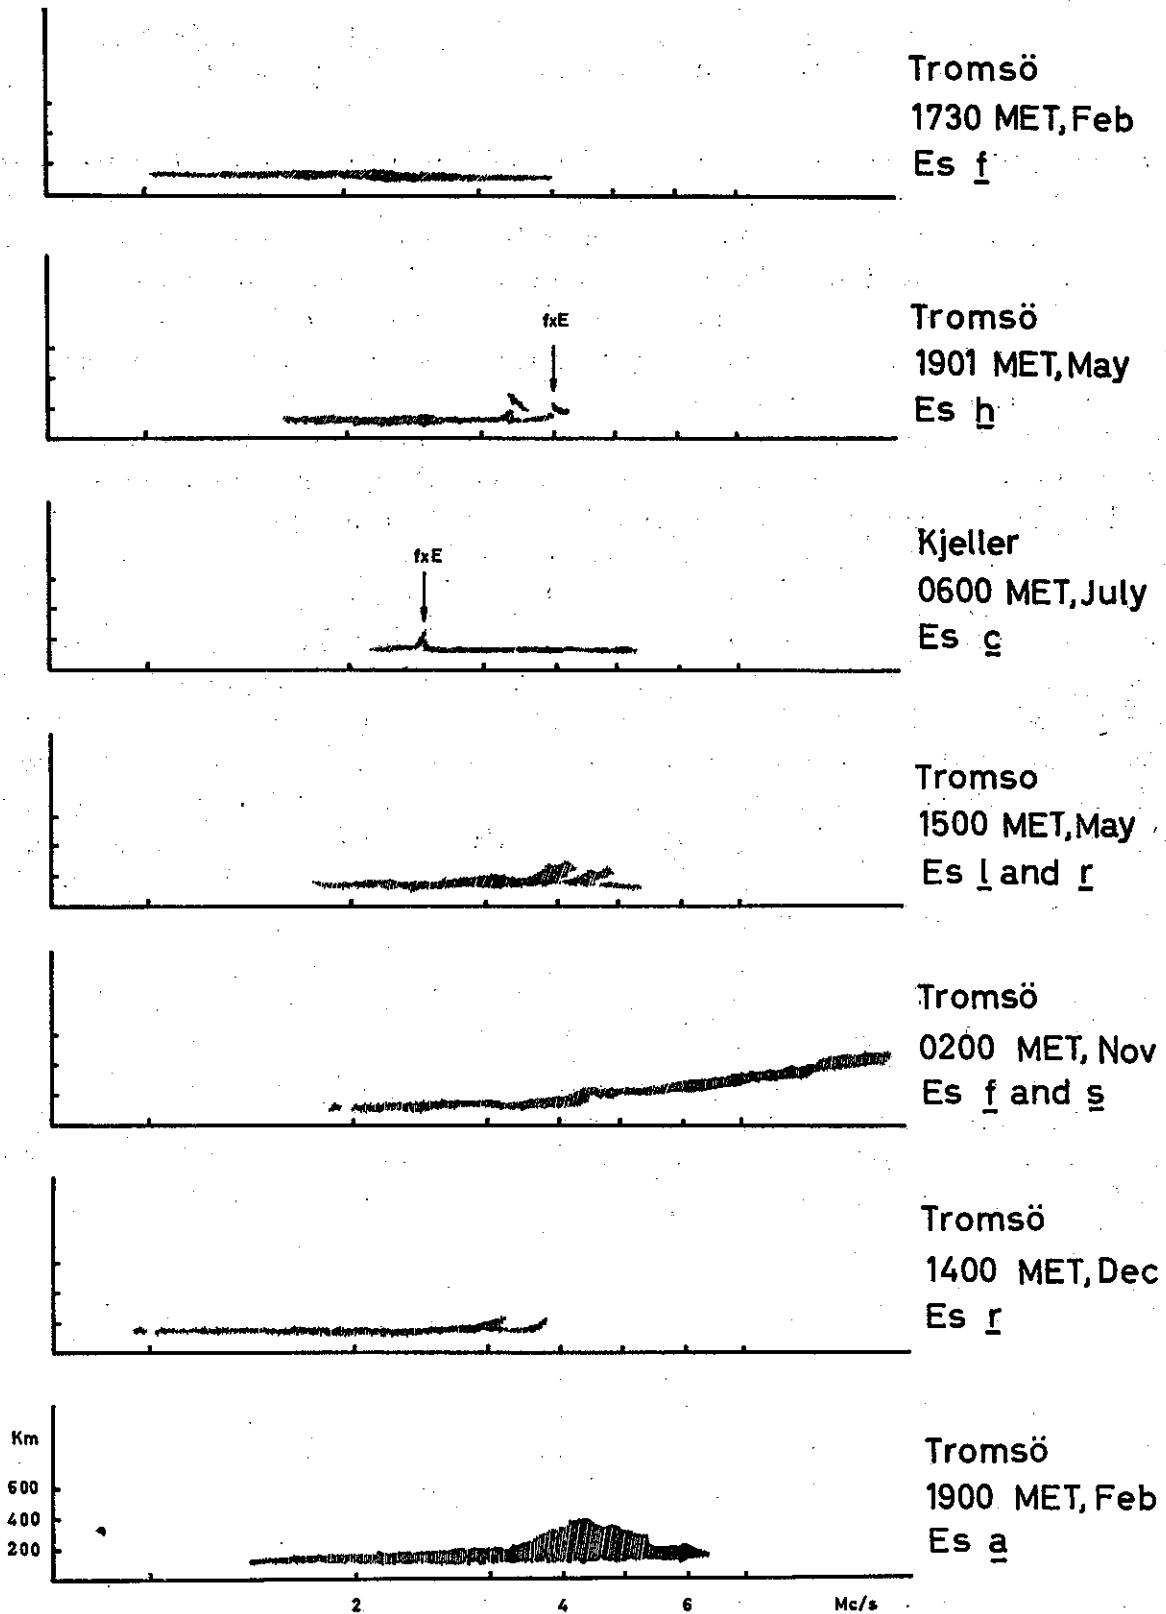 Tromsö
1730 MET, Feb
Es f
fxE
Tromsö
1901 MET, May
Es h
fxE
Kjeller
0600 MET, July
Es c
Tromso
1500 MET, May
Es l and r
Tromsö
0200 MET, Nov
Es f and s
Tromsö
1400 MET, Dec
Es r
Km
600
400
200
Tromsö
1900 MET, Feb
Es a
2 4 6 Mc/s